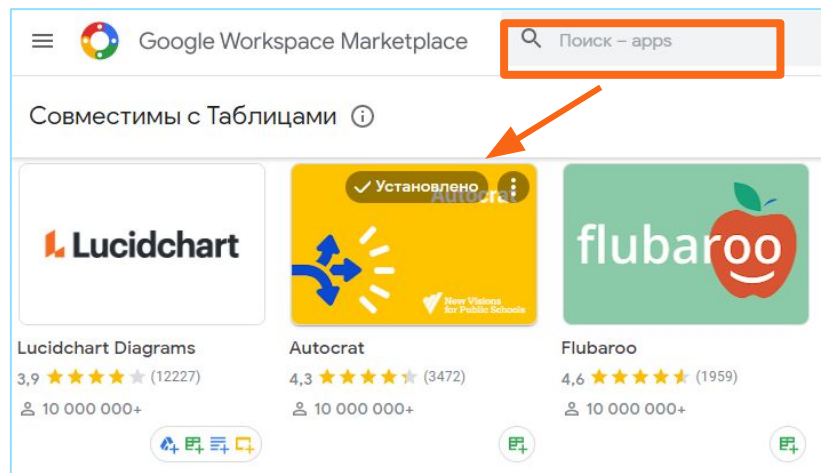 Google Workspace Marketplace
Поиск – apps
Совместимы с Таблицами
Lucidchart
Установлено
Autocrat
New Visions
for Public Schools
flubaroo
Lucidchart Diagrams
3,9 (12227)
10 000 000+
Autocrat
4,3 (3472)
10 000 000+
Flubaroo
4,6 (1959)
10 000 000+